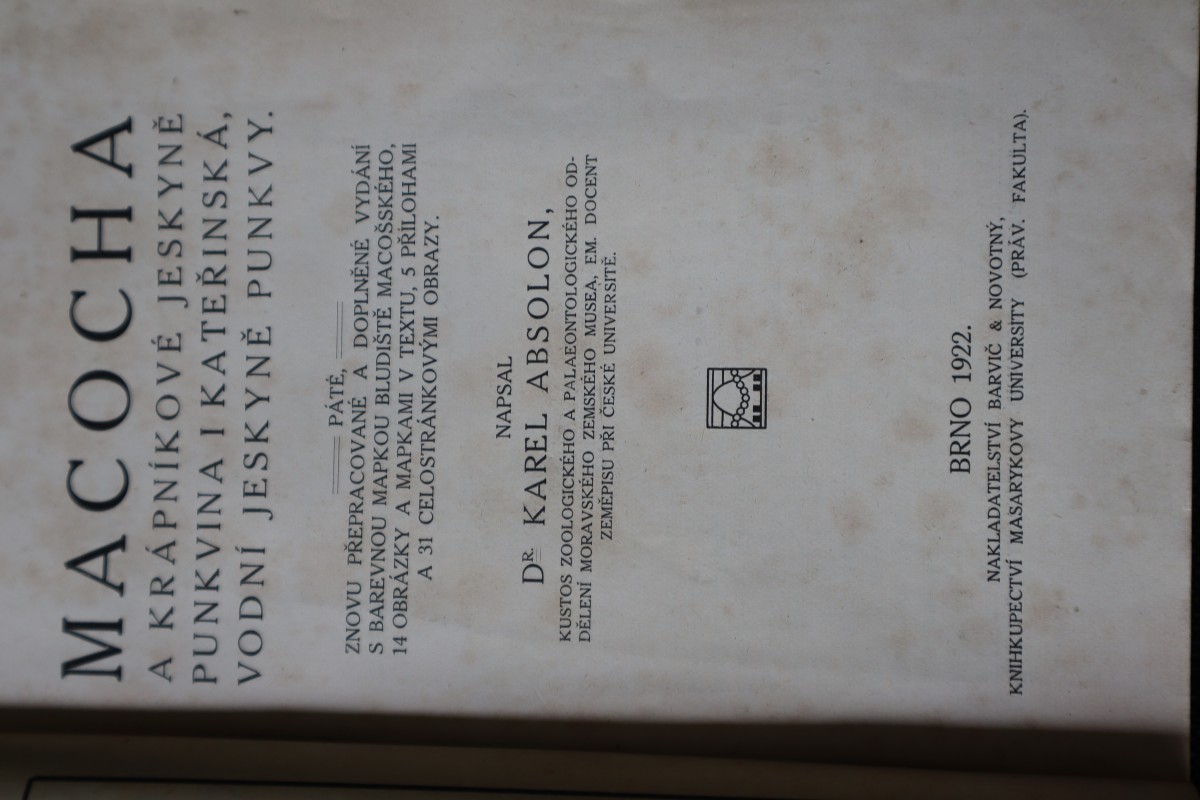 MACOCHA
A KRÁPNÍKOVÉ JESKYNĚ
PUNKVINA I KATEŘINSKÁ,
VODNÍ JESKYNĚ PUNKVY.
PÁTÉ,
ZNOVU PŘEPRACOVANÉ A DOPLNĚNÉ VYDÁNÍ
S BAREVNOU MAPKOU BLUDIŠTĚ MACOŠSKÉHO,
14 OBRÁZKY A MAPKAMI V TEXTU, 5 PŘÍLOHAMI
A 31 CELOSTRÁNKOVÝMI OBRAZY.
NAPSAL
DR. KAREL ABSOLON,
KUSTOS ZOOLOGICKÉHO A PALAEONTOLOGICKÉHO OD-
DĚLENÍ MORAVSKÉHO ZEMSKÉHO MUSEA, EM. DOCENT
ZEMĚPISU PŘI ČESKÉ UNIVERSITĚ.
BRNO 1922.
NAKLADATELSTVÍ BARVIČ & NOVOTNÝ,
KNIHKUPECTVÍ MASARYKOVY UNIVERSITY (PRÁV. FAKULTA).